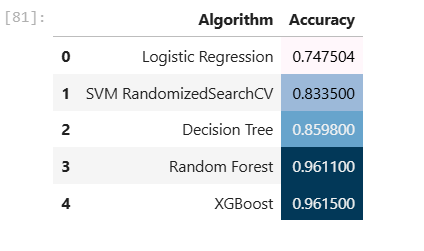 [81]:
Algorithm Accuracy
0 Logistic Regression 0.747504
1 SVM RandomizedSearchCV 0.833500
2 Decision Tree 0.859800
3 Random Forest 0.961100
4 XGBoost 0.961500